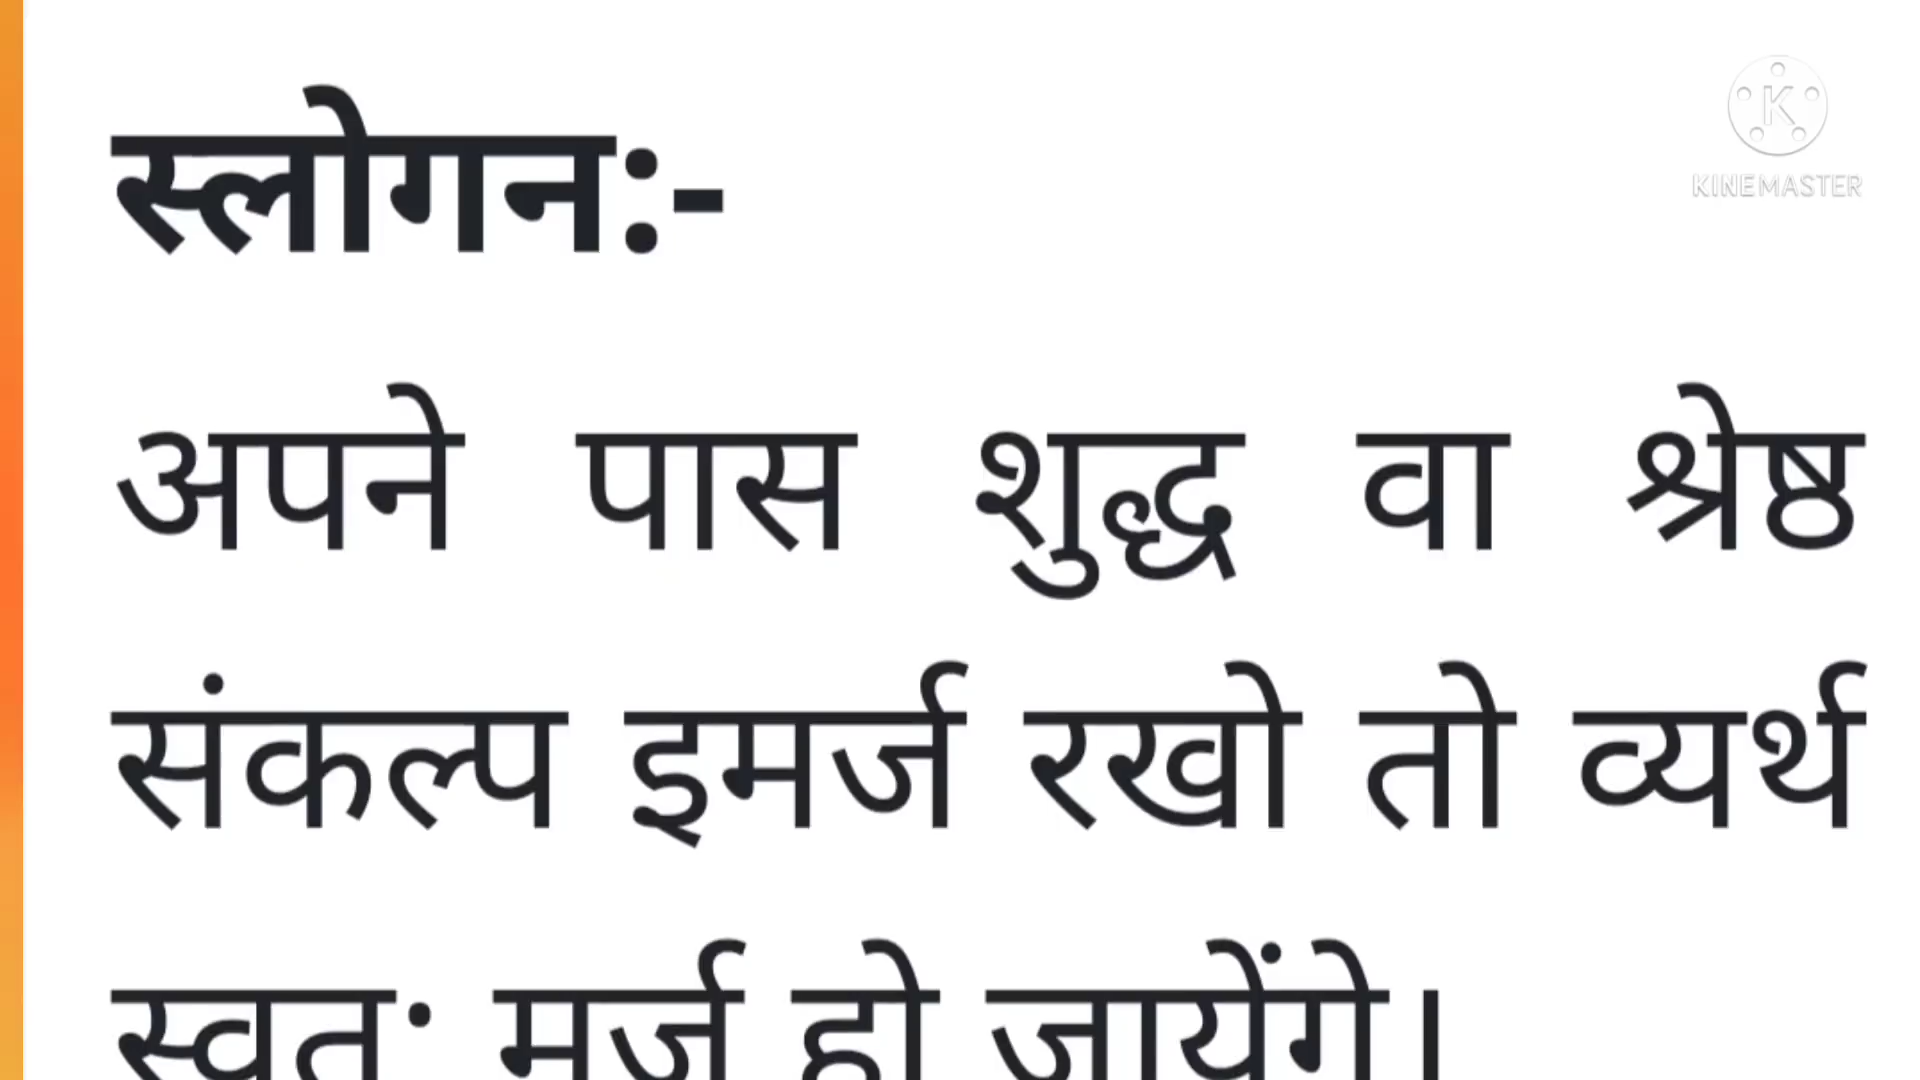 स्लोगन:-
KINEMASTER
अपने पास शुद्ध वा श्रेष्ठ
संकल्प इमर्ज रखो तो व्यर्थ
स्वत: मर्ज हो जायेंगे।